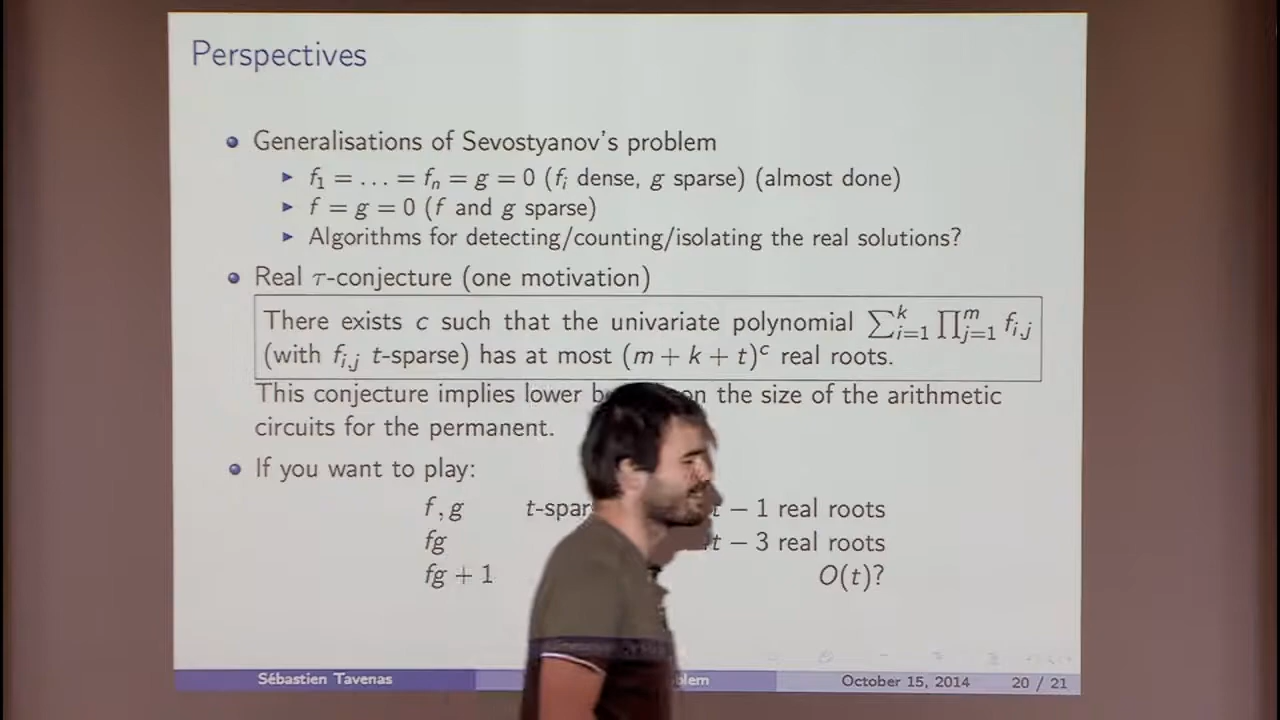 Perspectives
Generalisations of Sevostyanov's problem
f₁ = ... = fₙ = g = 0 (fᵢ dense, g sparse) (almost done)
f = g = 0 (f and g sparse)
Algorithms for detecting/counting/isolating the real solutions?
Real τ-conjecture (one motivation)
There exists c such that the univariate polynomial ∑ᵢ₌₁ᵏ ∏ⱼ₌₁ᵐ fᵢ,ⱼ
(with fᵢ,ⱼ t-sparse) has at most (m + k + t)ᶜ real roots.
This conjecture implies lower on the size of the arithmetic
circuits for the permanent.
If you want to play:
f, g t − 1 real roots
fg t − 3 real roots
fg + 1 O(t)?
Sébastien Tavenas October 15, 2014 20 / 21